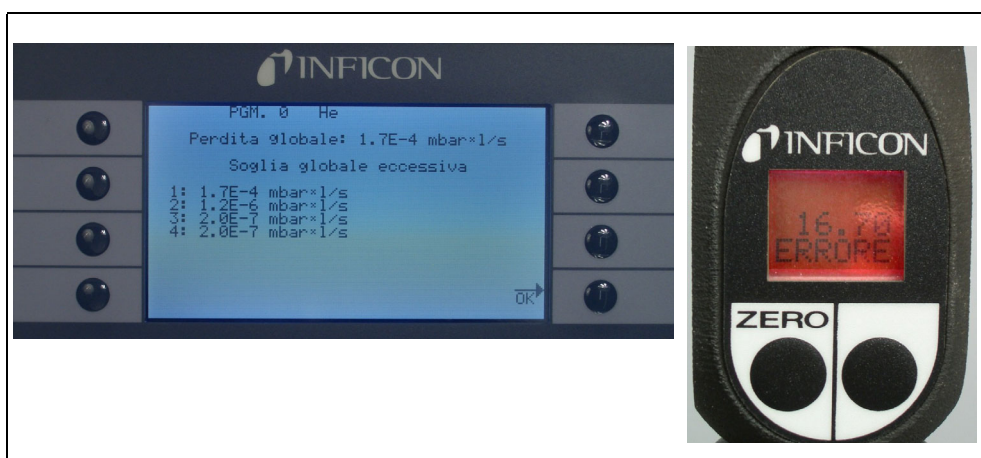 INFICON
PGM. 0 He
Perdita globale: 1.7E-4 mbar×l/s
Soglia globale eccessiva
1: 1.7E-4 mbar×l/s
2: 1.2E-6 mbar×l/s
3: 2.0E-7 mbar×l/s
4: 2.0E-7 mbar×l/s
OK
INFICON
16.70
ERRORE
ZERO